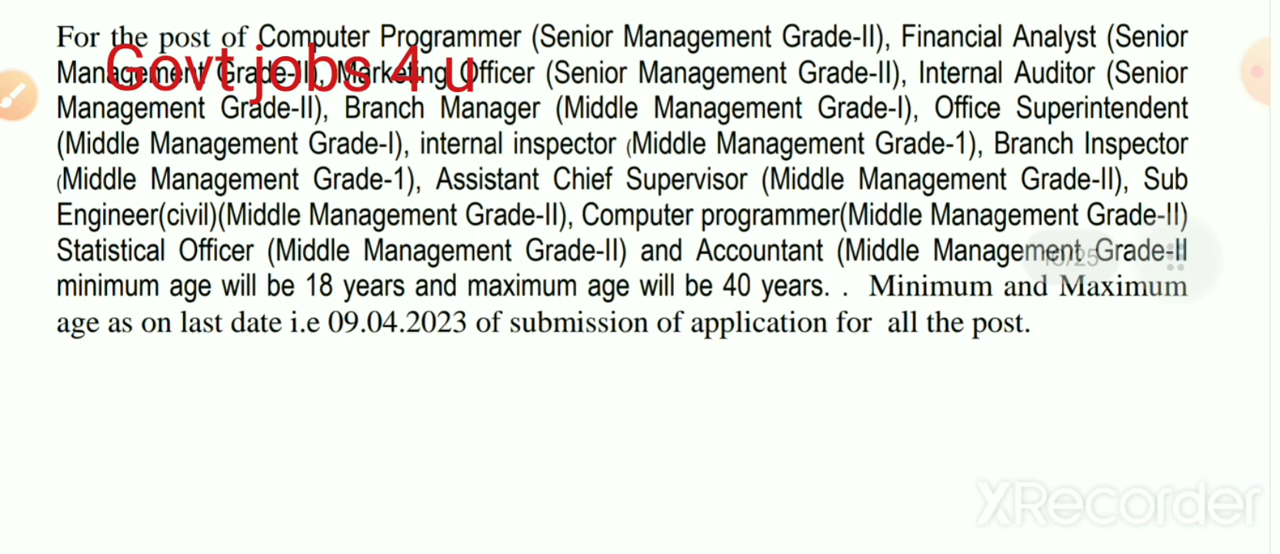 For the post of Computer Programmer (Senior Management Grade-II), Financial Analyst (Senior
Management Grade-II), Marketing Officer (Senior Management Grade-II), Internal Auditor (Senior
Govt jobs 4 u
Management Grade-II), Branch Manager (Middle Management Grade-I), Office Superintendent
(Middle Management Grade-I), internal inspector (Middle Management Grade-1), Branch Inspector
(Middle Management Grade-1), Assistant Chief Supervisor (Middle Management Grade-II), Sub
Engineer(civil)(Middle Management Grade-II), Computer programmer(Middle Management Grade-II)
Statistical Officer (Middle Management Grade-II) and Accountant (Middle Management Grade-II
minimum age will be 18 years and maximum age will be 40 years. . Minimum and Maximum
age as on last date i.e 09.04.2023 of submission of application for all the post.
XRecorder